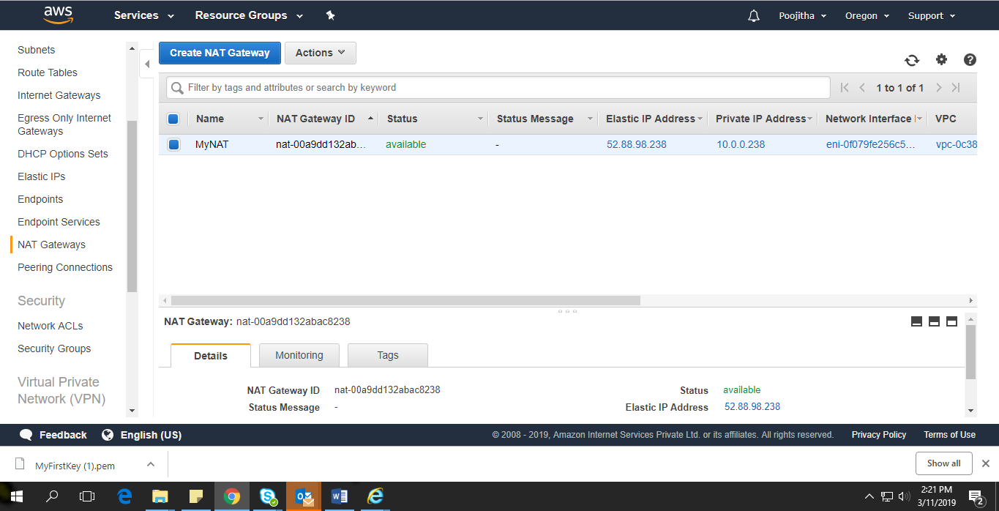 aws Services Resource Groups Poojitha Oregon Support
Subnets
Route Tables
Internet Gateways
Egress Only Internet
Gateways
DHCP Options Sets
Elastic IPs
Endpoints
Endpoint Services
NAT Gateways
Peering Connections
Security
Network ACLs
Security Groups
Virtual Private
Network (VPN)
Create NAT Gateway Actions
Filter by tags and attributes or search by keyword 1 to 1 of 1
Name NAT Gateway ID Status Status Message Elastic IP Address Private IP Address Network Interface VPC
MyNAT nat-00a9dd132ab... available - 52.88.98.238 10.0.0.238 eni-0f079fe256c5... vpc-0c38
NAT Gateway: nat-00a9dd132abac8238
Details Monitoring Tags
NAT Gateway ID nat-00a9dd132abac8238 Status available
Status Message - Elastic IP Address 52.88.98.238
Feedback English (US) © 2008 - 2019, Amazon Internet Services Private Ltd. or its affiliates. All rights reserved. Privacy Policy Terms of Use
MyFirstKey (1).pem Show all
2:21 PM
3/11/2019
2